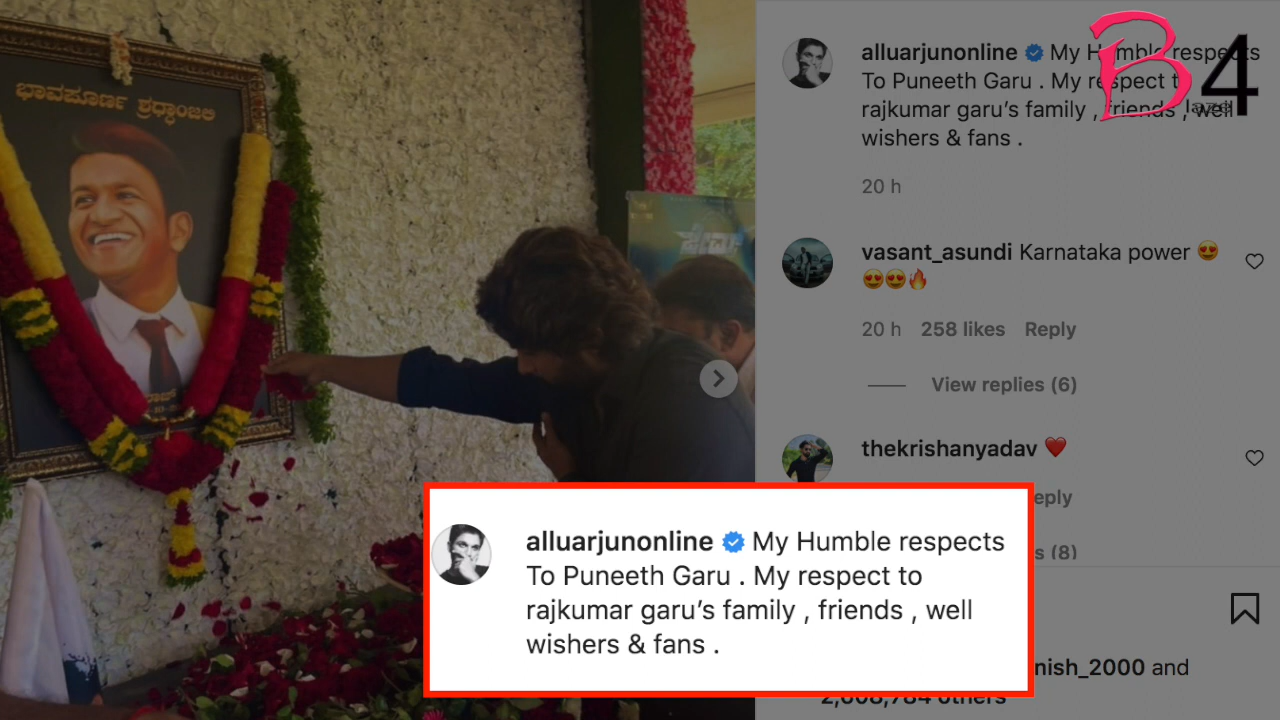 ಭಾವಪೂರ್ಣ ಶ್ರದ್ಧಾಂಜಲಿ
alluarjunonline My Humble respects
To Puneeth Garu . My respect to
rajkumar garu’s family , friends , well
wishers & fans .
20 h
B4
vasant_asundi Karnataka power 😍
😍😍🔥
20 h 258 likes Reply
View replies (6)
thekrishanyadav ❤️
eply
s (8)
alluarjunonline My Humble respects
To Puneeth Garu . My respect to
rajkumar garu’s family , friends , well
wishers & fans .
nish_2000 and
2,608,784 others